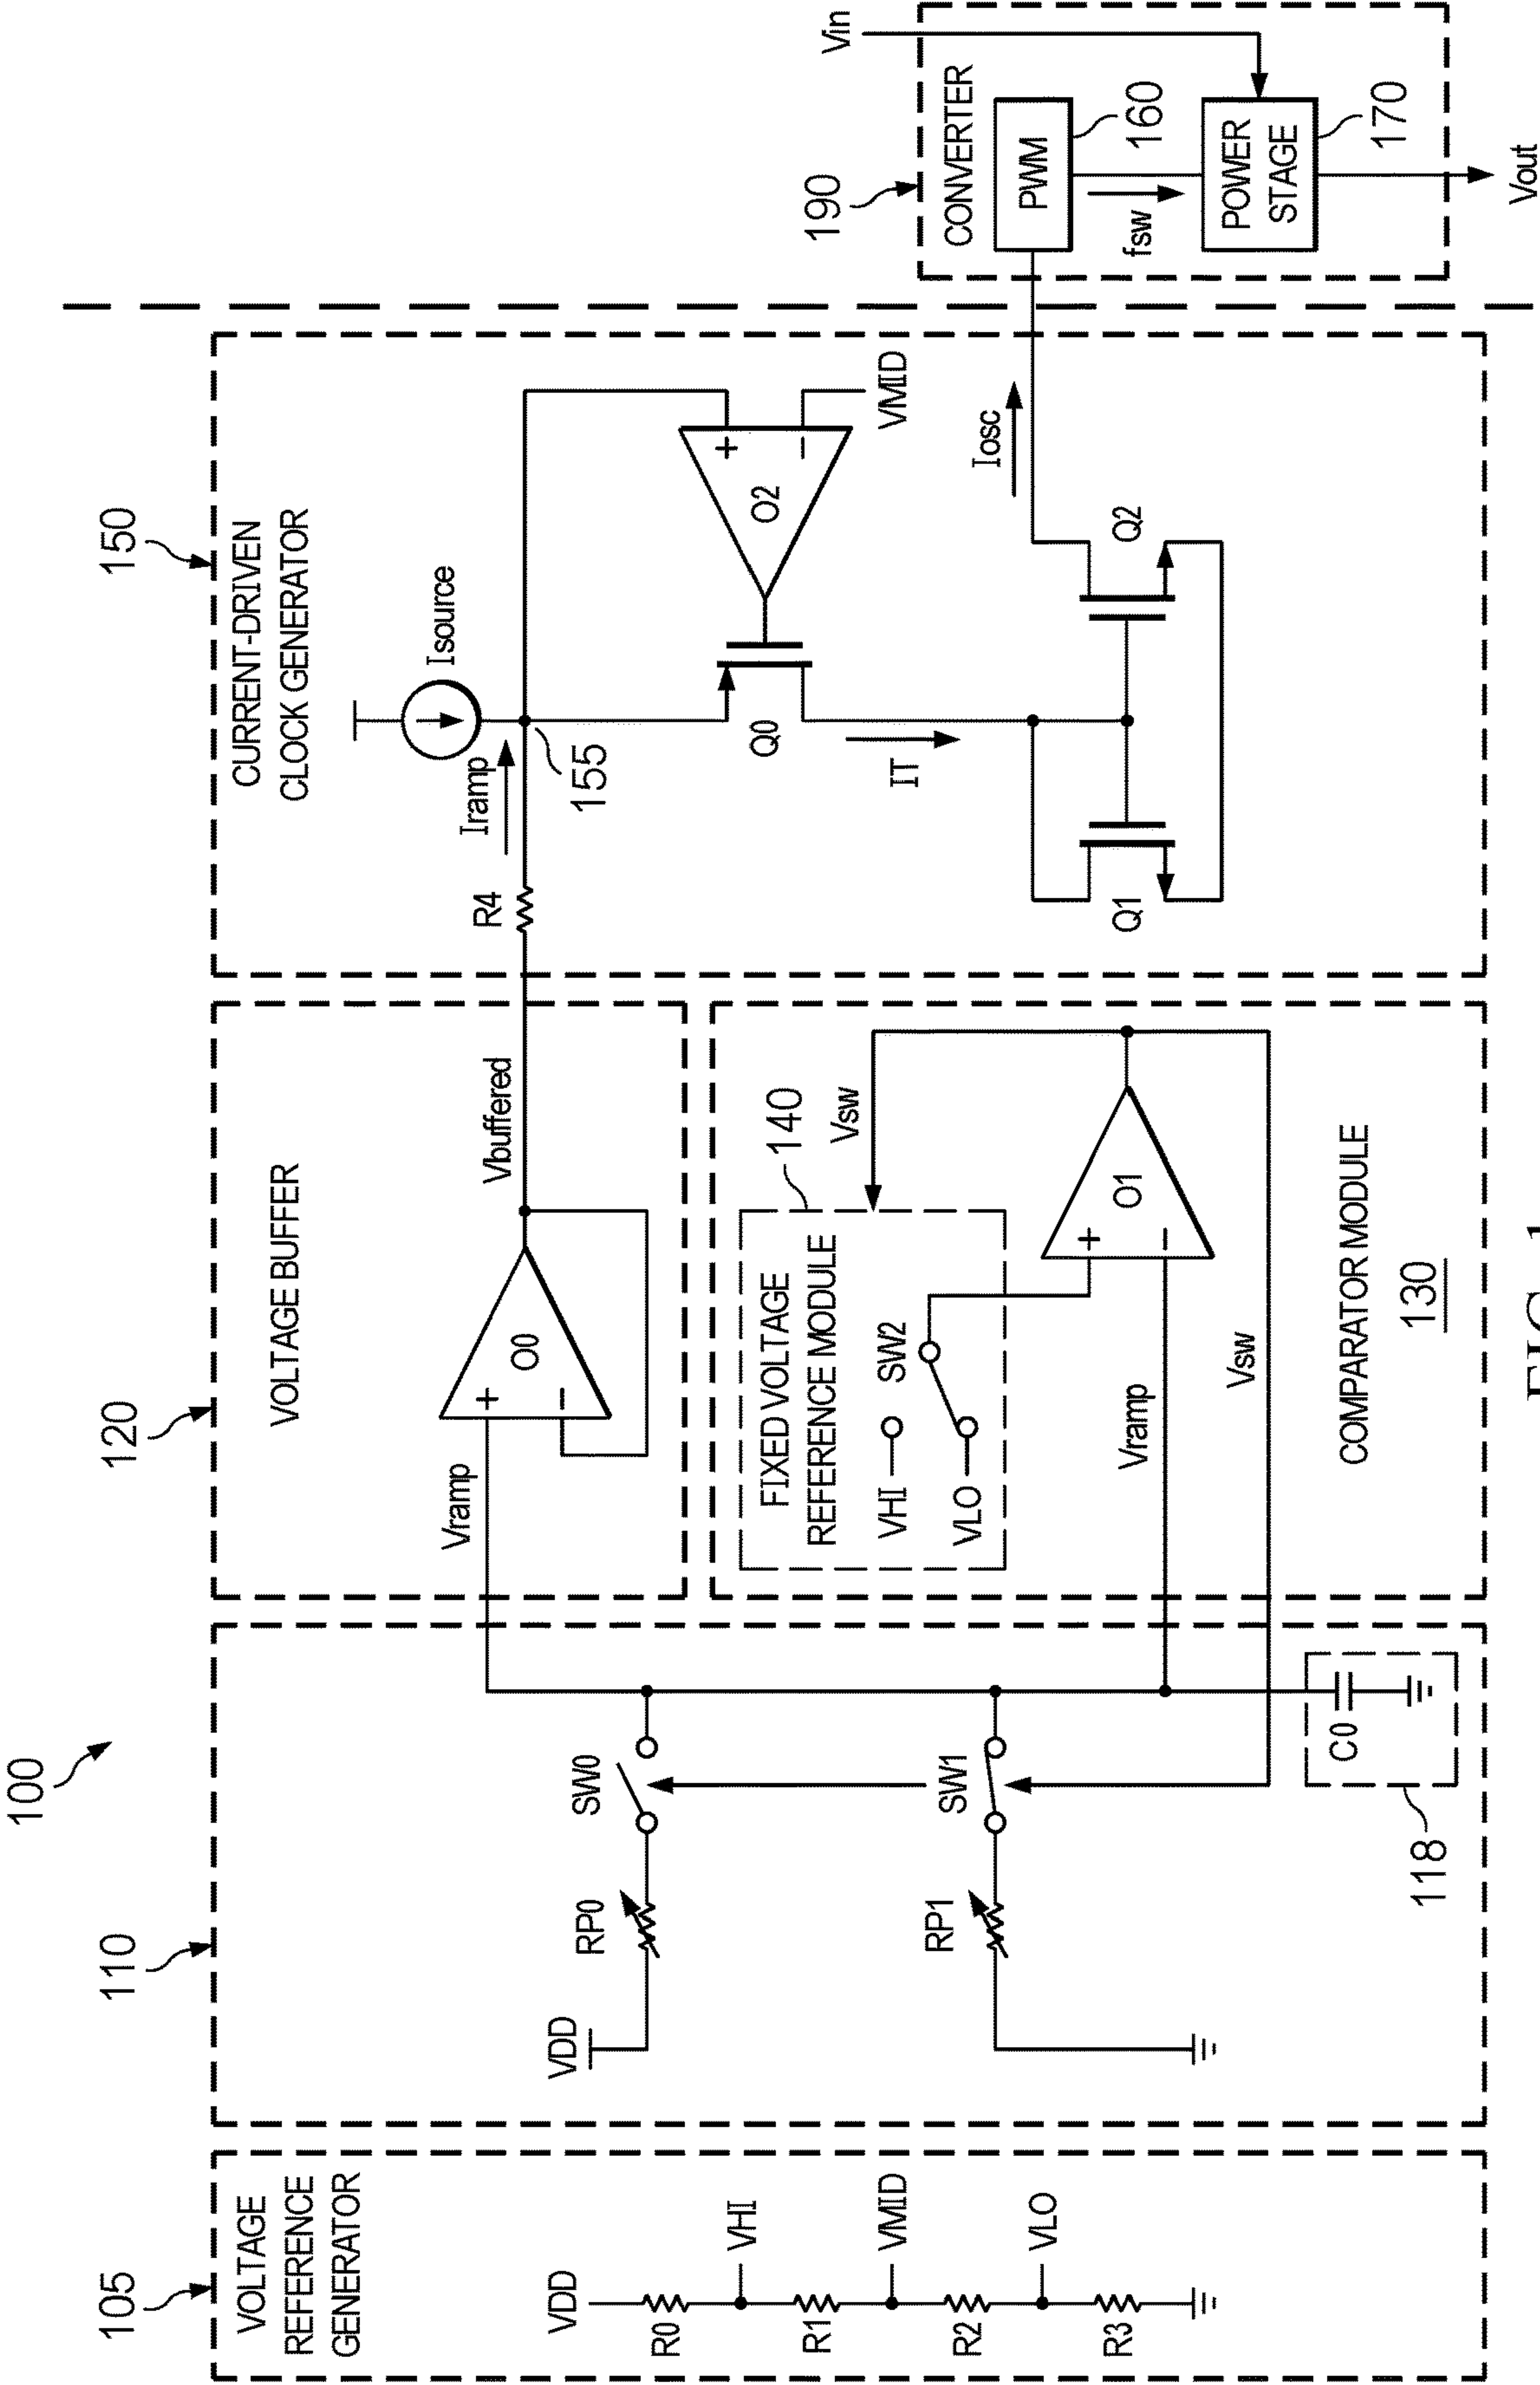 100
105
VOLTAGE
REFERENCE
GENERATOR
VDD
R0
VHI
R1
VMID
R2
VLO
R3
110
VDD
RP0
SW0
RP1
SW1
C0
118
120
VOLTAGE BUFFER
Vramp
+
−
O0
Vbuffered
140
FIXED VOLTAGE
REFERENCE MODULE
VHI
VLO
SW2
Vsw
+
−
O1
Vramp
Vsw
COMPARATOR MODULE
130
150
CURRENT-DRIVEN
CLOCK GENERATOR
R4
Iramp
Isource
155
Q0
O2
+
−
VMID
IT
Q1
Q2
Iosc
190
CONVERTER
Vin
PWM
160
fsw
POWER
STAGE
170
Vout